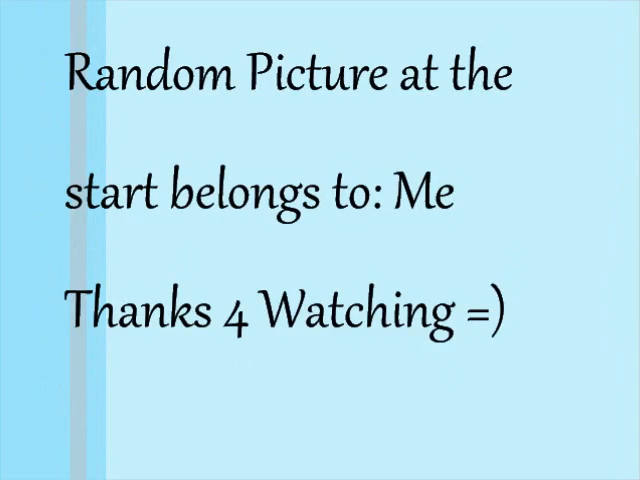 Random Picture at the
start belongs to: Me
Thanks 4 Watching =)